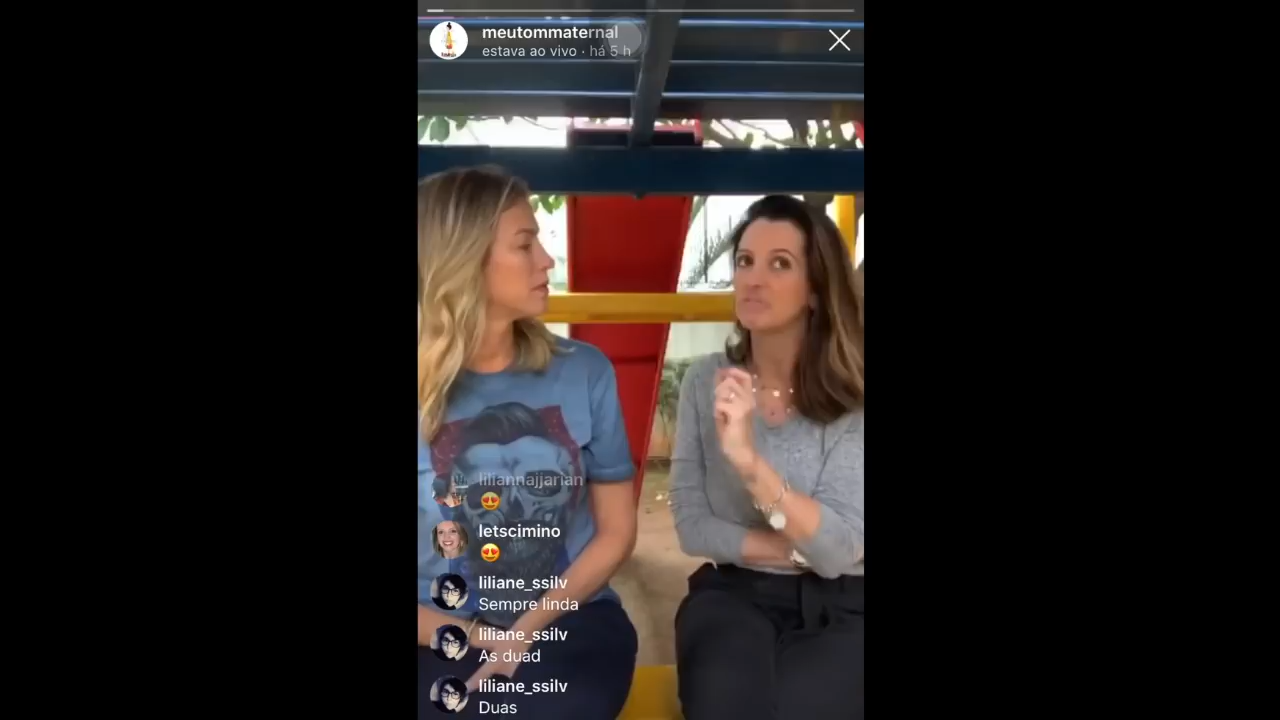 meutommaternal
estava ao vivo · há 5 h
liliannajjarian
😍
letscimino
😍
liliane_ssilv
Sempre linda
liliane_ssilv
As duad
liliane_ssilv
Duas